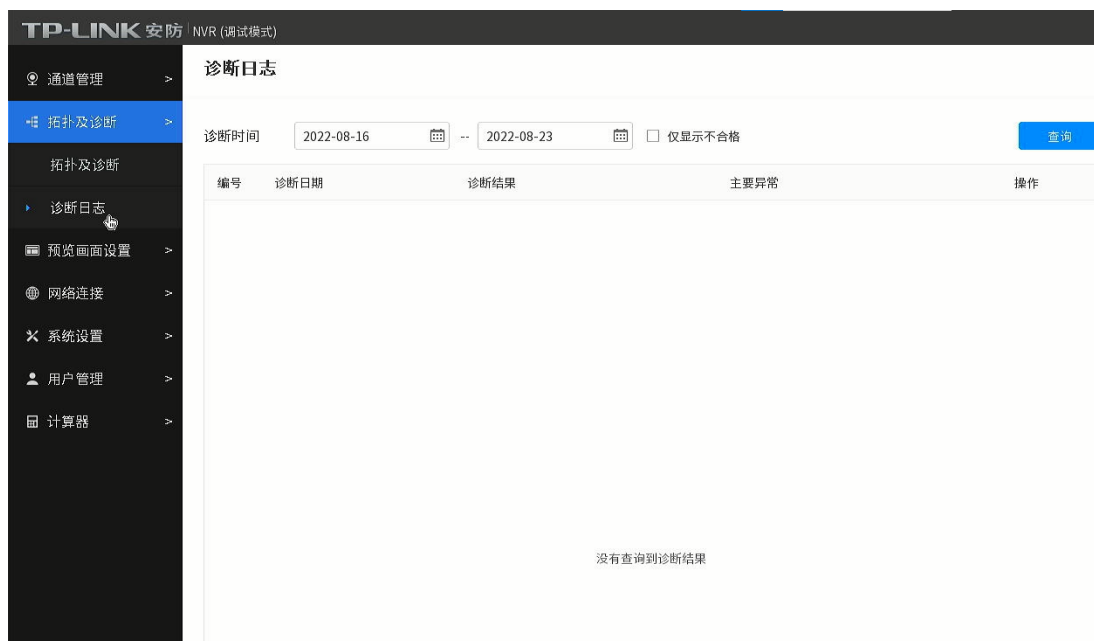 TP-LINK 安防 NVR (调试模式)
通道管理 >
拓扑及诊断 >
拓扑及诊断
诊断日志
预览画面设置 >
网络连接 >
系统设置 >
用户管理 >
计算器 >
诊断日志
诊断时间 2022-08-16 -- 2022-08-23 仅显示不合格 查询
编号 诊断日期 诊断结果 主要异常 操作
没有查询到诊断结果